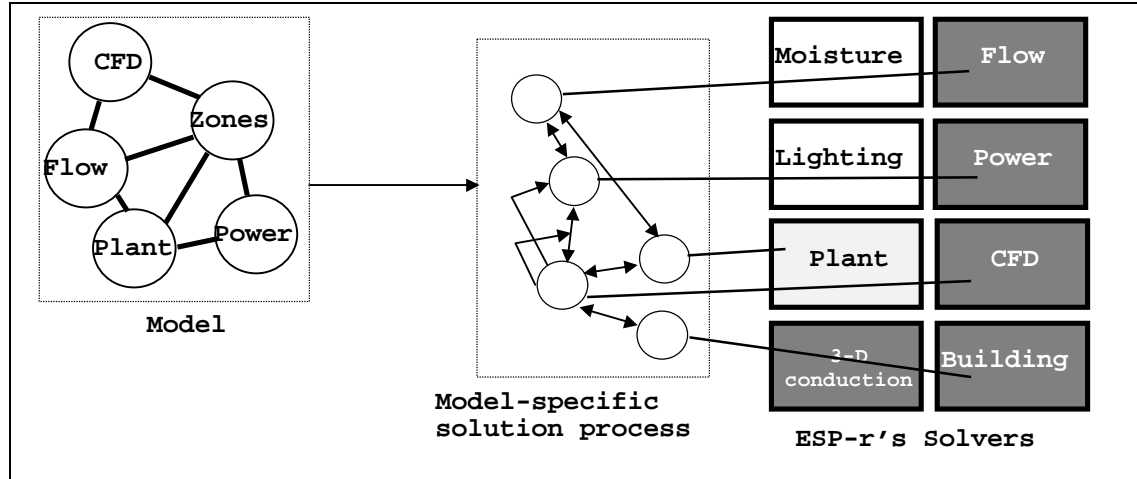 CFD
Zones
Flow
Plant
Power
Model
Model-specific
solution process
Moisture
Flow
Lighting
Power
Plant
CFD
3-D
conduction
Building
ESP-r's Solvers